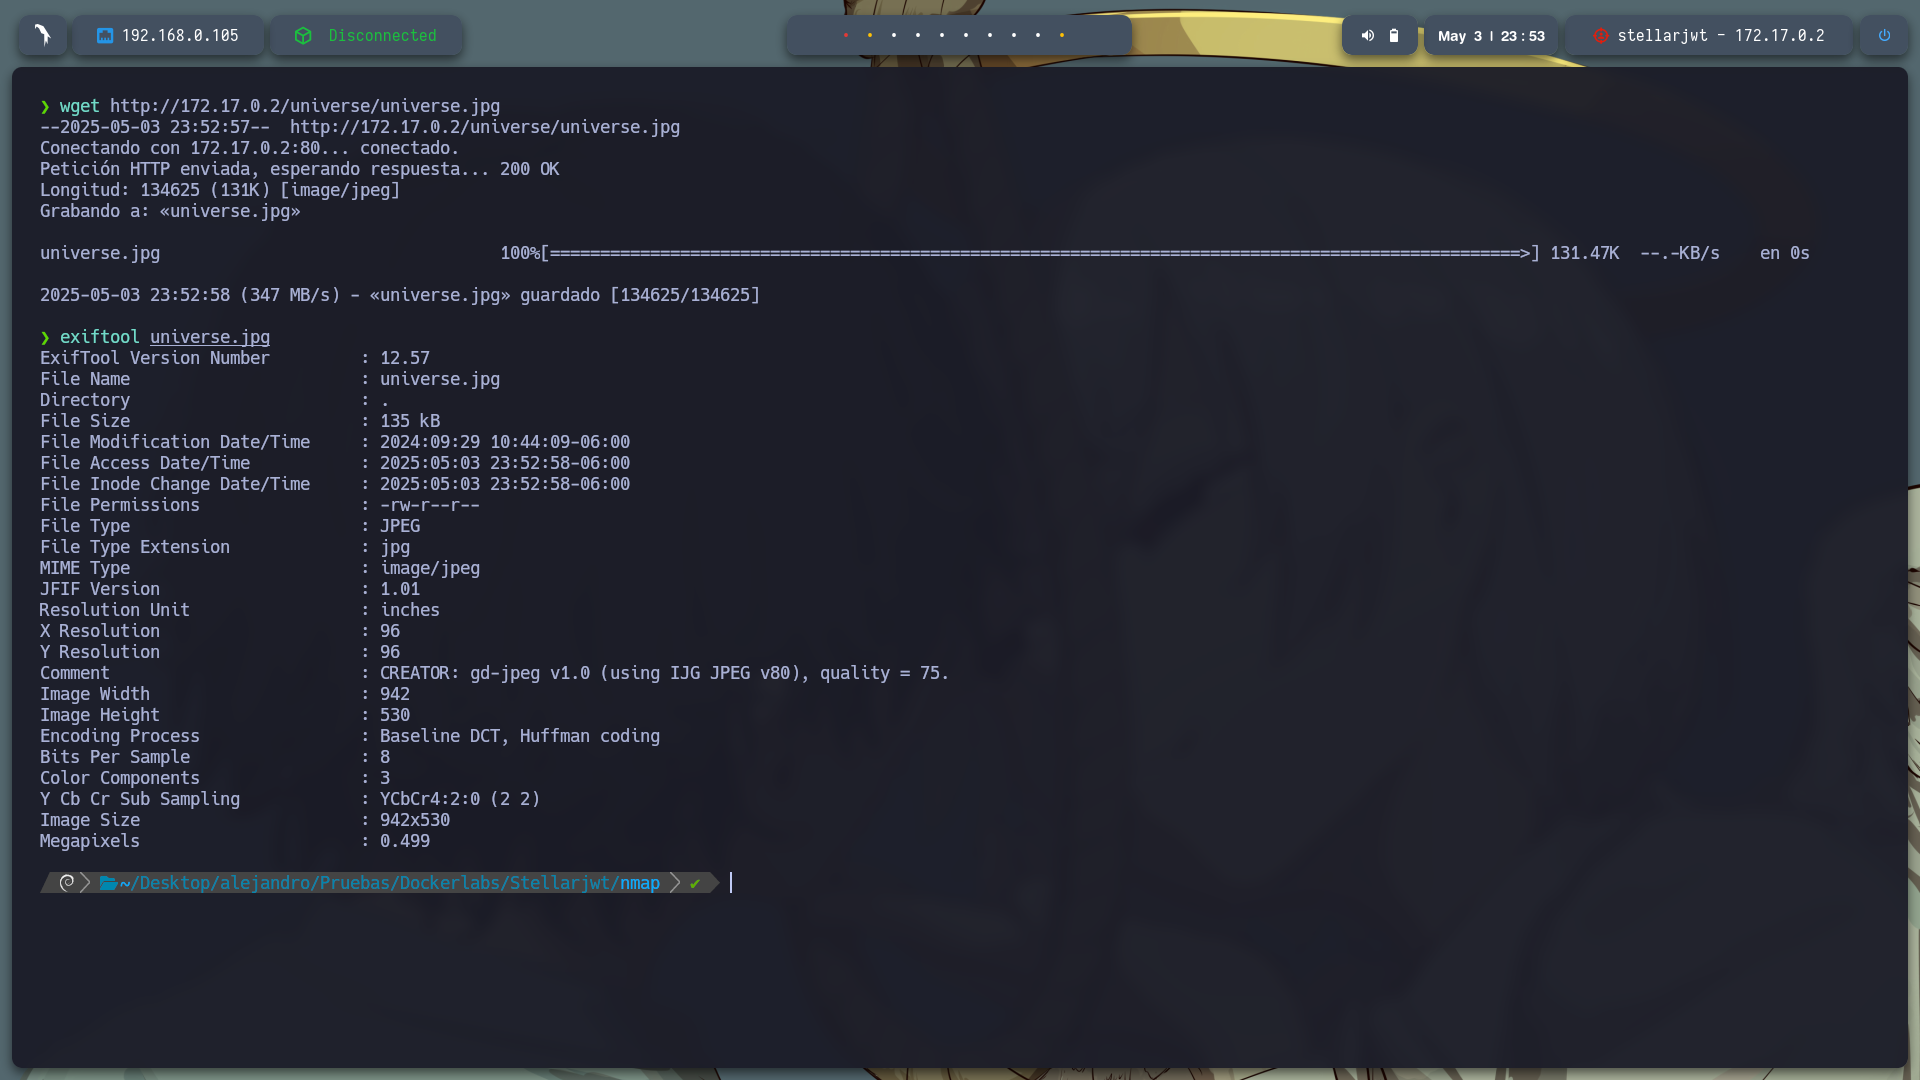 192.168.0.105
Disconnected
May 3 | 23:53
stellarjwt - 172.17.0.2
❯ wget http://172.17.0.2/universe/universe.jpg
--2025-05-03 23:52:57--  http://172.17.0.2/universe/universe.jpg
Conectando con 172.17.0.2:80... conectado.
Petición HTTP enviada, esperando respuesta... 200 OK
Longitud: 134625 (131K) [image/jpeg]
Grabando a: «universe.jpg»
universe.jpg 100%[=================================================================================================>] 131.47K --.-KB/s en 0s
2025-05-03 23:52:58 (347 MB/s) - «universe.jpg» guardado [134625/134625]
❯ exiftool universe.jpg
ExifTool Version Number : 12.57
File Name : universe.jpg
Directory : .
File Size : 135 kB
File Modification Date/Time : 2024:09:29 10:44:09-06:00
File Access Date/Time : 2025:05:03 23:52:58-06:00
File Inode Change Date/Time : 2025:05:03 23:52:58-06:00
File Permissions : -rw-r--r--
File Type : JPEG
File Type Extension : jpg
MIME Type : image/jpeg
JFIF Version : 1.01
Resolution Unit : inches
X Resolution : 96
Y Resolution : 96
Comment : CREATOR: gd-jpeg v1.0 (using IJG JPEG v80), quality = 75.
Image Width : 942
Image Height : 530
Encoding Process : Baseline DCT, Huffman coding
Bits Per Sample : 8
Color Components : 3
Y Cb Cr Sub Sampling : YCbCr4:2:0 (2 2)
Image Size : 942x530
Megapixels : 0.499
~/Desktop/alejandro/Pruebas/Dockerlabs/Stellarjwt/nmap ✔